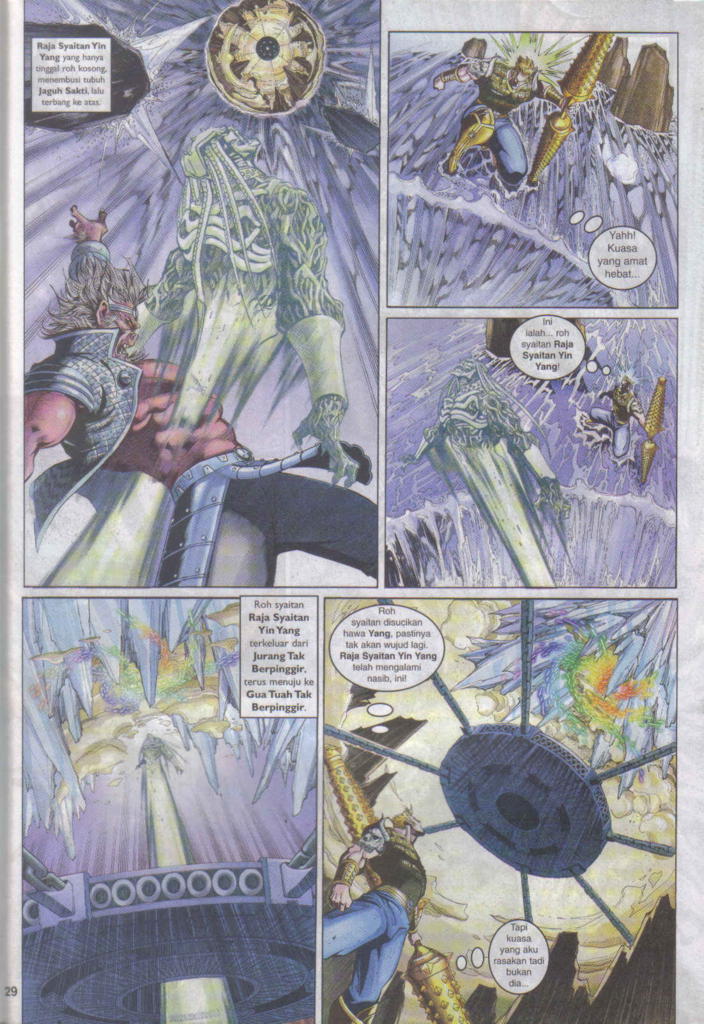 Raja Syaitan Yin
Yang yang hanya
tinggal roh kosong,
menembusi tubuh
Jaguh Sakti, lalu
terbang ke atas.
Yahh!
Kuasa
yang amat
hebat...
Ini
ialah... roh
syaitan Raja
Syaitan Yin
Yang!
Roh syaitan
Raja Syaitan
Yin Yang
terkeluar dari
Jurang Tak
Berpinggir,
terus menuju ke
Gua Tuah Tak
Berpinggir.
Roh
syaitan disucikan
hawa Yang, pastinya
tak akan wujud lagi.
Raja Syaitan Yin Yang
telah mengalami
nasib, ini!
Tapi
kuasa
yang aku
rasakan tadi
bukan
dia...
29